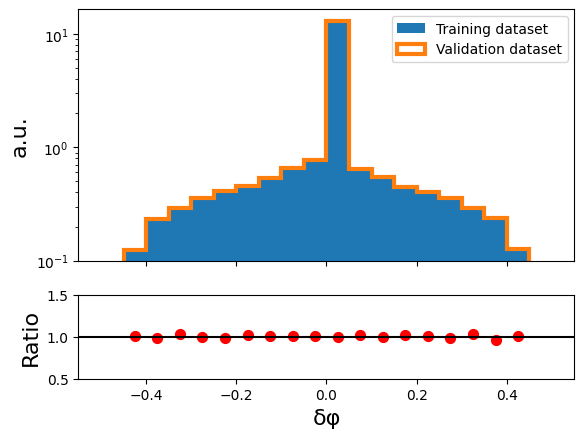 Training dataset
Validation dataset
a.u.
10¹
10⁰
10⁻¹
Ratio
1.5
1.0
0.5
−0.4
−0.2
0.0
0.2
0.4
δφ